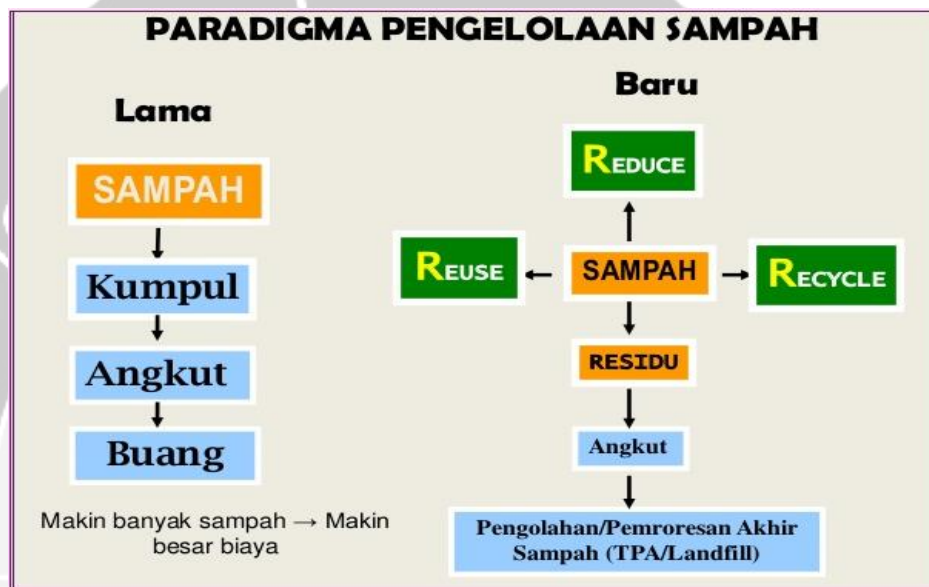 PARADIGMA PENGELOLAAN SAMPAH
Lama
SAMPAH
Kumpul
Angkut
Buang
Makin banyak sampah → Makin
besar biaya
Baru
REDUCE
REUSE
SAMPAH
RECYCLE
RESIDU
Angkut
Pengolahan/Pemroresan Akhir
Sampah (TPA/Landfill)